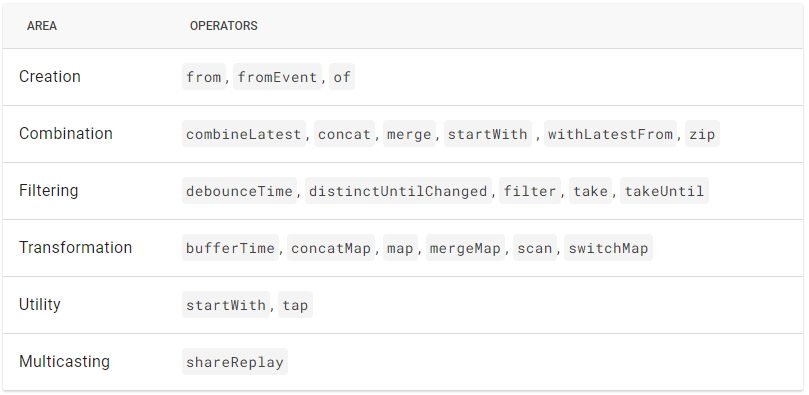 AREA OPERATORS
Creation from, fromEvent, of
Combination combineLatest, concat, merge, startWith , withLatestFrom, zip
Filtering debounceTime, distinctUntilChanged, filter, take, takeUntil
Transformation bufferTime, concatMap, map, mergeMap, scan, switchMap
Utility startWith, tap
Multicasting shareReplay